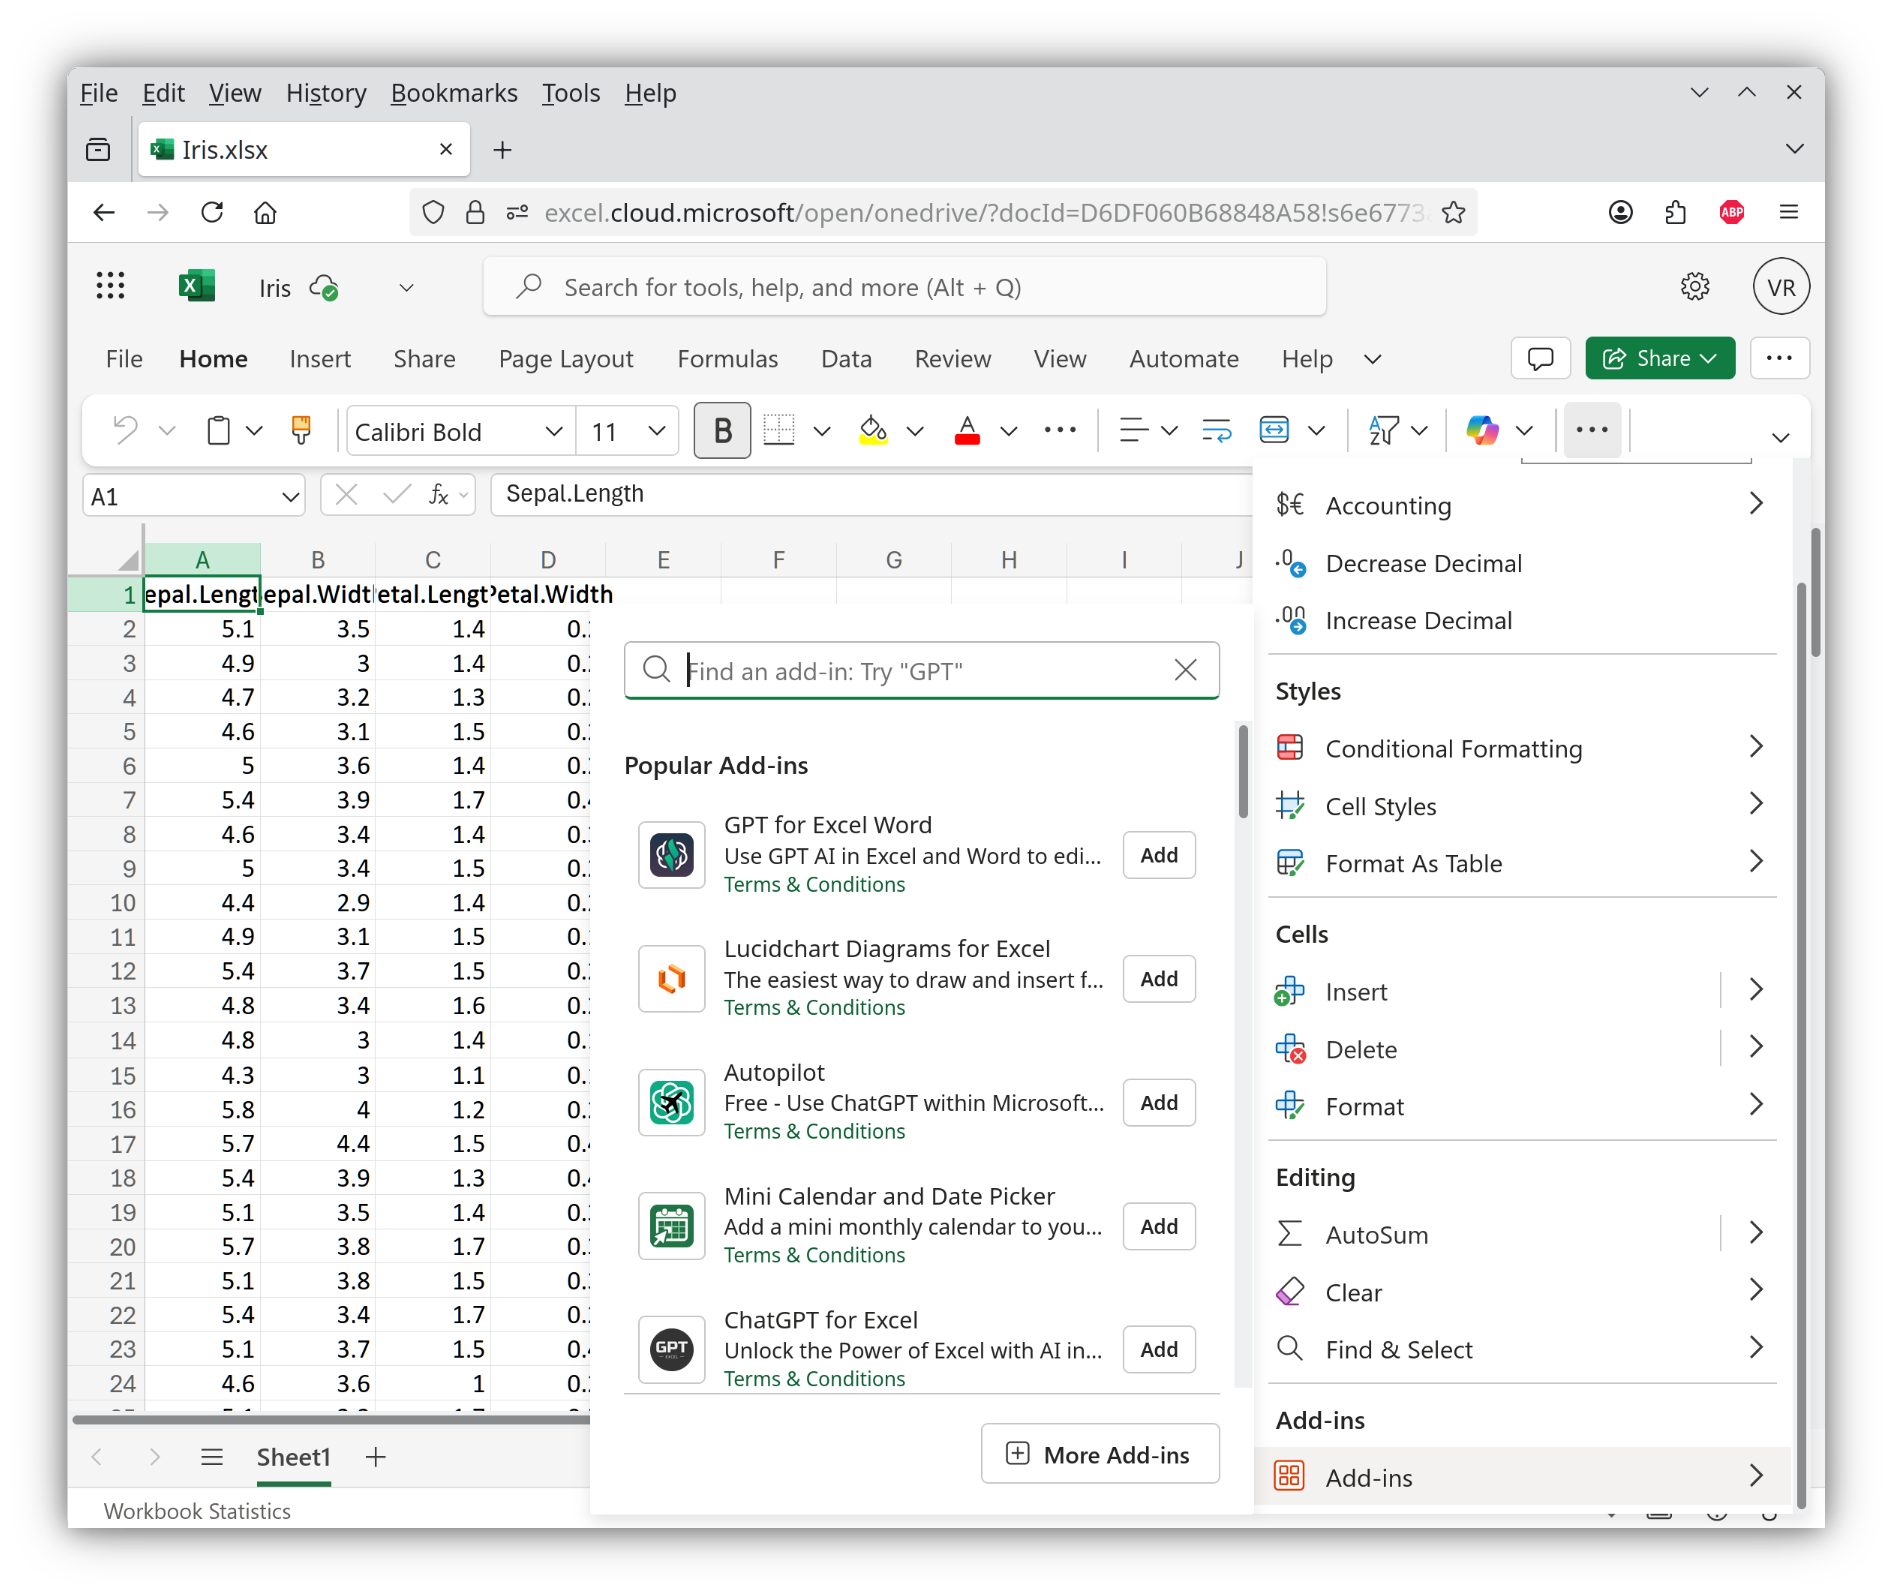 File Edit View History Bookmarks Tools Help
Iris.xlsx
excel.cloud.microsoft/open/onedrive/?docId=D6DF060B68848A58!s6e6773
ABP
Iris
Search for tools, help, and more (Alt + Q)
VR
File Home Insert Share Page Layout Formulas Data Review View Automate Help
Share
Calibri Bold 11
B
A1
fx
Sepal.Length
A B C D E F G H I J
1 epal.Lengt epal.Widt etal.Lengt Petal.Width
2 5.1 3.5 1.4 0.
3 4.9 3 1.4 0.
4 4.7 3.2 1.3 0.
5 4.6 3.1 1.5 0.
6 5 3.6 1.4 0.
7 5.4 3.9 1.7 0.
8 4.6 3.4 1.4 0.
9 5 3.4 1.5 0.
10 4.4 2.9 1.4 0.
11 4.9 3.1 1.5 0.
12 5.4 3.7 1.5 0.
13 4.8 3.4 1.6 0.
14 4.8 3 1.4 0.
15 4.3 3 1.1 0.
16 5.8 4 1.2 0.
17 5.7 4.4 1.5 0.
18 5.4 3.9 1.3 0.
19 5.1 3.5 1.4 0.
20 5.7 3.8 1.7 0.
21 5.1 3.8 1.5 0.
22 5.4 3.4 1.7 0.
23 5.1 3.7 1.5 0.
24 4.6 3.6 1 0.
Find an add-in: Try "GPT"
Popular Add-ins
GPT for Excel Word
Use GPT AI in Excel and Word to edi...
Terms & Conditions
Add
Lucidchart Diagrams for Excel
The easiest way to draw and insert f...
Terms & Conditions
Add
Autopilot
Free - Use ChatGPT within Microsoft...
Terms & Conditions
Add
Mini Calendar and Date Picker
Add a mini monthly calendar to you...
Terms & Conditions
Add
GPT
ChatGPT for Excel
Unlock the Power of Excel with AI in...
Terms & Conditions
Add
More Add-ins
Accounting
Decrease Decimal
Increase Decimal
Styles
Conditional Formatting
Cell Styles
Format As Table
Cells
Insert
Delete
Format
Editing
AutoSum
Clear
Find & Select
Add-ins
Add-ins
Sheet1
Workbook Statistics